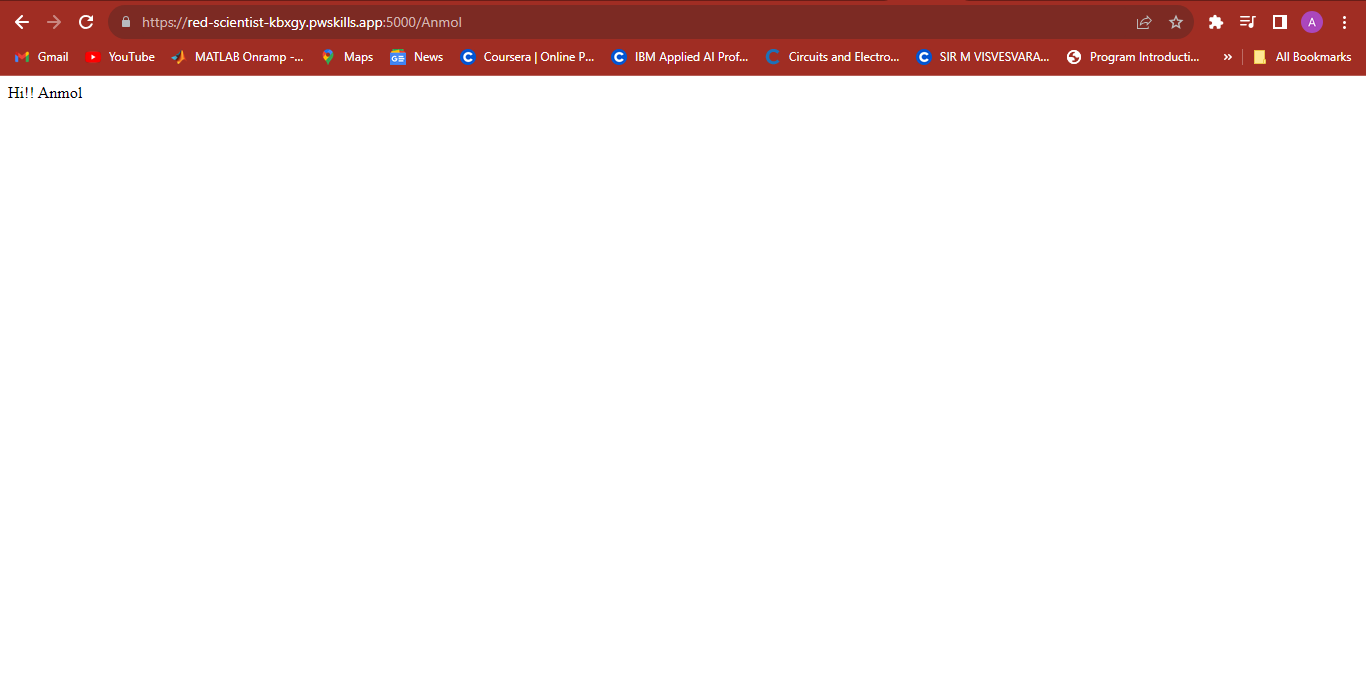 https://red-scientist-kbxgy.pwskills.app:5000/Anmol
A
Gmail YouTube MATLAB Onramp -... Maps GE News C Coursera | Online P... C IBM Applied AI Prof... C Circuits and Electro... C SIR M VISVESVARA... Program Introducti... » All Bookmarks
Hi!! Anmol